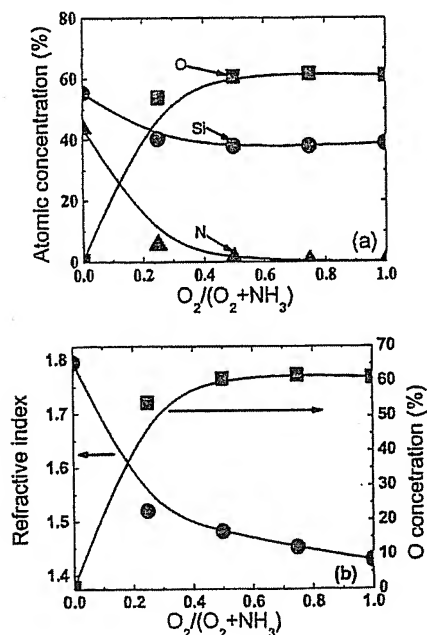 80
60
40
20
0
Atomic concentration (%)
O
Si
N
(a)
0.0 0.2 0.4 0.6 0.8 1.0
O₂/(O₂+NH₃)
1.8
1.7
1.6
1.5
1.4
Refractive index
70
60
50
40
30
20
10
0
O concetration (%)
(b)
0.0 0.2 0.4 0.6 0.8 1.0
O₂/(O₂+NH₃)